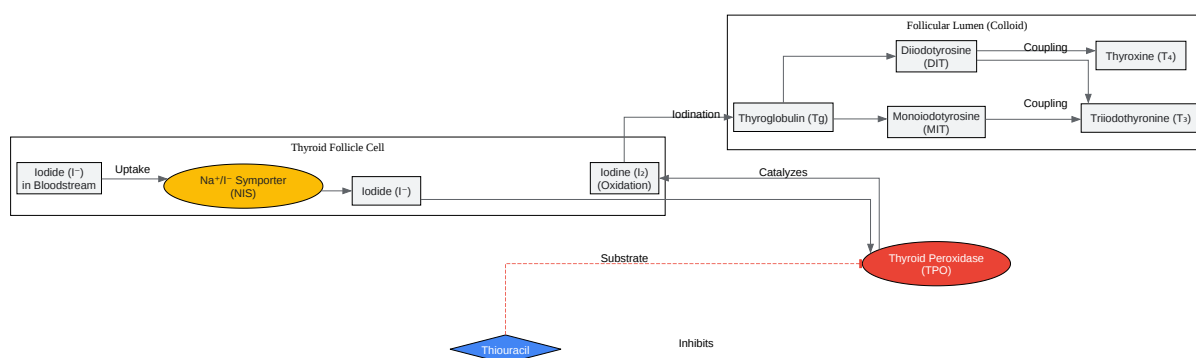 Follicular Lumen (Colloid)
Diiodotyrosine
(DIT)
Coupling
Thyroxine (T₄)
Iodination
Thyroglobulin (Tg)
Monoiodotyrosine
(MIT)
Coupling
Triiodothyronine (T₃)
Thyroid Follicle Cell
Iodide (I⁻)
in Bloodstream
Uptake
Na⁺/I⁻ Symporter
(NIS)
Iodide (I⁻)
Iodine (I₂)
(Oxidation)
Catalyzes
Substrate
Thyroid Peroxidase
(TPO)
Thiouracil
Inhibits